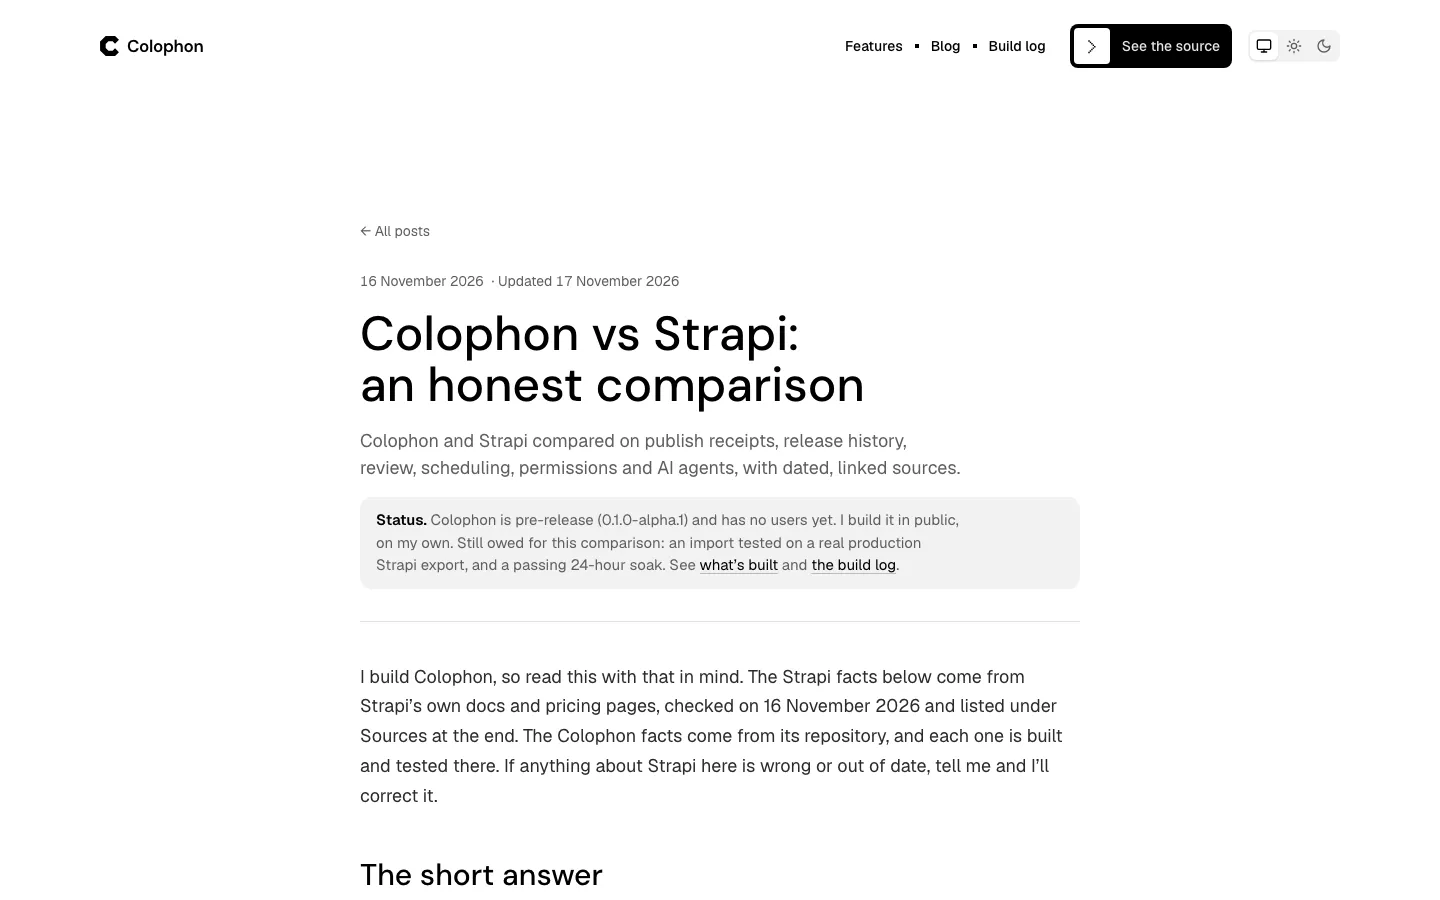 Colophon
Features
Blog
Build log
See the source
← All posts
16 November 2026 · Updated 17 November 2026
Colophon vs Strapi:
an honest comparison
Colophon and Strapi compared on publish receipts, release history,
review, scheduling, permissions and AI agents, with dated, linked sources.
Status. Colophon is pre-release (0.1.0-alpha.1) and has no users yet. I build it in public,
on my own. Still owed for this comparison: an import tested on a real production
Strapi export, and a passing 24-hour soak. See what’s built and the build log.
I build Colophon, so read this with that in mind. The Strapi facts below come from
Strapi’s own docs and pricing pages, checked on 16 November 2026 and listed under
Sources at the end. The Colophon facts come from its repository, and each one is built
and tested there. If anything about Strapi here is wrong or out of date, tell me and I’ll
correct it.
The short answer